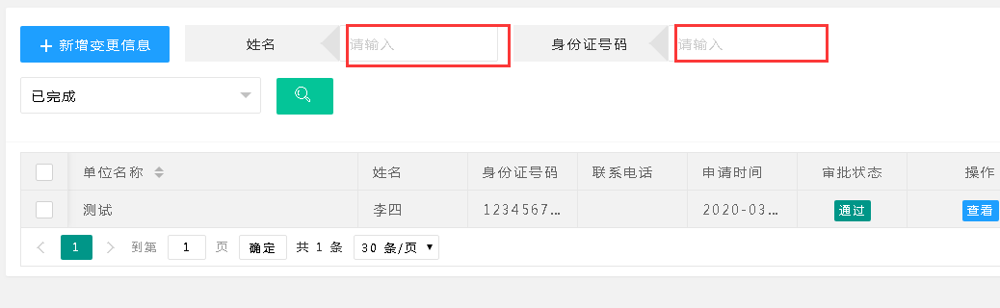 + 新增变更信息 姓名 请输入 身份证号码 请输入
已完成
单位名称 姓名 身份证号码 联系电话 申请时间 审批状态 操作
测试 李四 1234567... 2020-03... 通过 查看
1 到第 1 页 确定 共 1 条 30 条/页